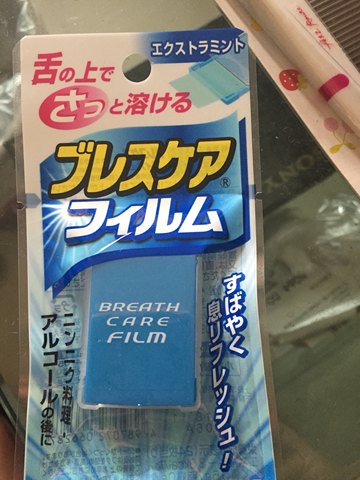 エクストラミント
舌の上で
さっと溶ける
ブレスケア®
フィルム
BREATH
CARE
FILM
すばやく
息リフレッシュ!
ニンニク料理
アルコールの後に